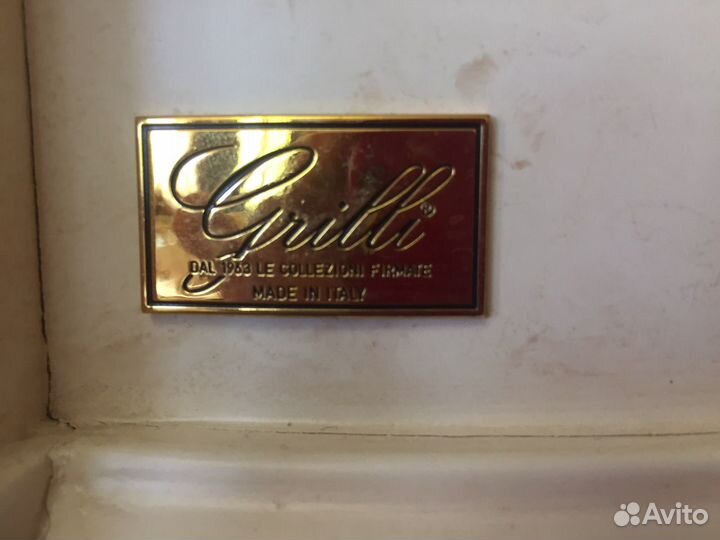 Grilli®
DAL 1963 LE COLLEZIONI FIRMATE
MADE IN ITALY
Avito